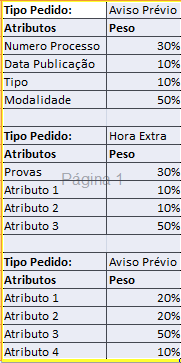 Tipo Pedido: Aviso Prévio
Atributos Peso
Numero Processo 30%
Data Publicação 10%
Tipo 10%
Modalidade 50%
Tipo Pedido: Hora Extra
Atributos Peso
Provas 30%
Atributo 1 10%
Atributo 2 10%
Atributo 3 50%
Página 1
Tipo Pedido: Aviso Prévio
Atributos Peso
Atributo 1 20%
Atributo 2 20%
Atributo 3 50%
Atributo 4 10%